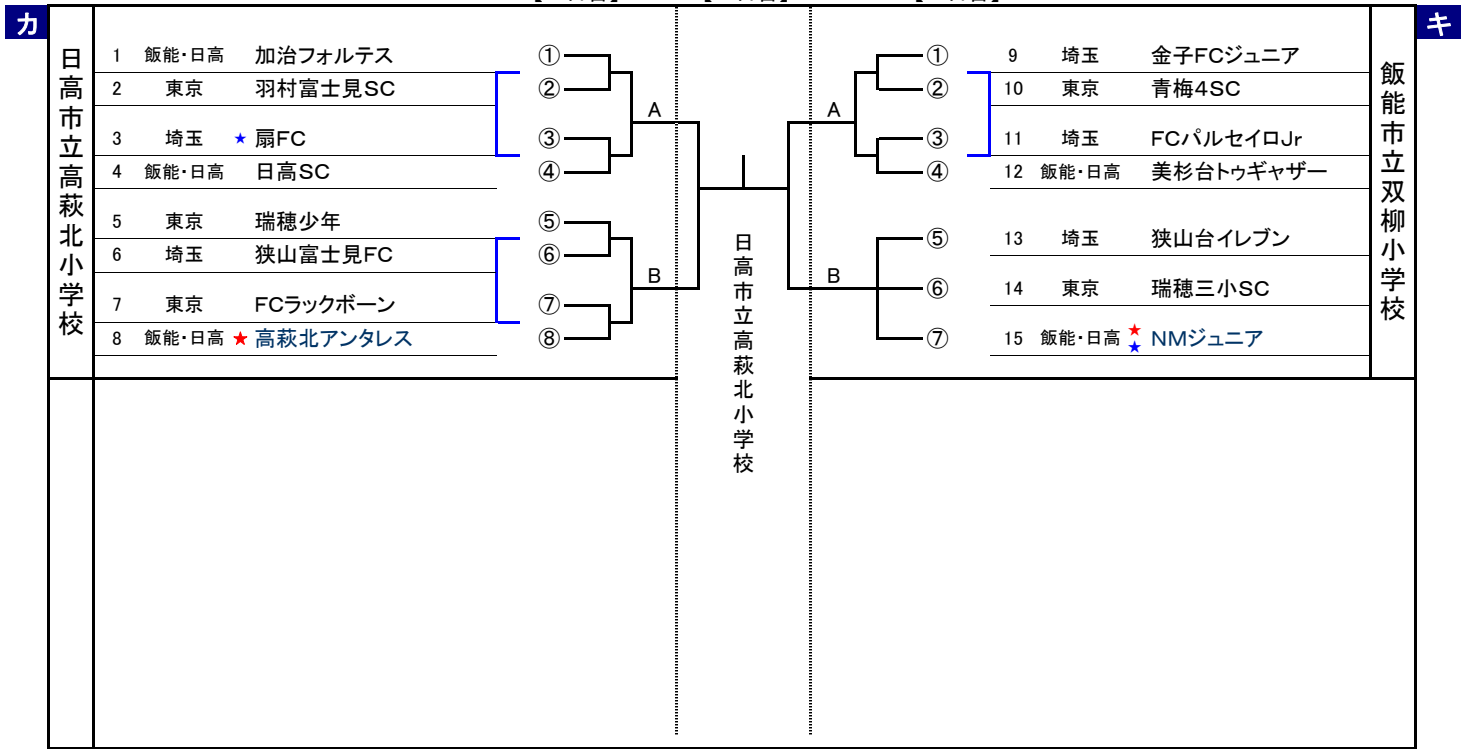 カ
キ
日高市立高萩北小学校
1 飯能・日高 加治フォルテス ①
2 東京 羽村富士見SC ②
3 埼玉 ★ 扇FC ③
4 飯能・日高 日高SC ④
5 東京 瑞穂少年 ⑤
6 埼玉 狭山富士見FC ⑥
7 東京 FCラックボーン ⑦
8 飯能・日高 ★ 高萩北アンタレス ⑧
A
B
日高市立高萩北小学校
A
B
① 9 埼玉 金子FCジュニア
② 10 東京 青梅4SC
③ 11 埼玉 FCパルセイロJr
④ 12 飯能・日高 美杉台トゥギャザー
⑤ 13 埼玉 狭山台イレブン
⑥ 14 東京 瑞穂三小SC
⑦ 15 飯能・日高 ★★ NMジュニア
飯能市立双柳小学校